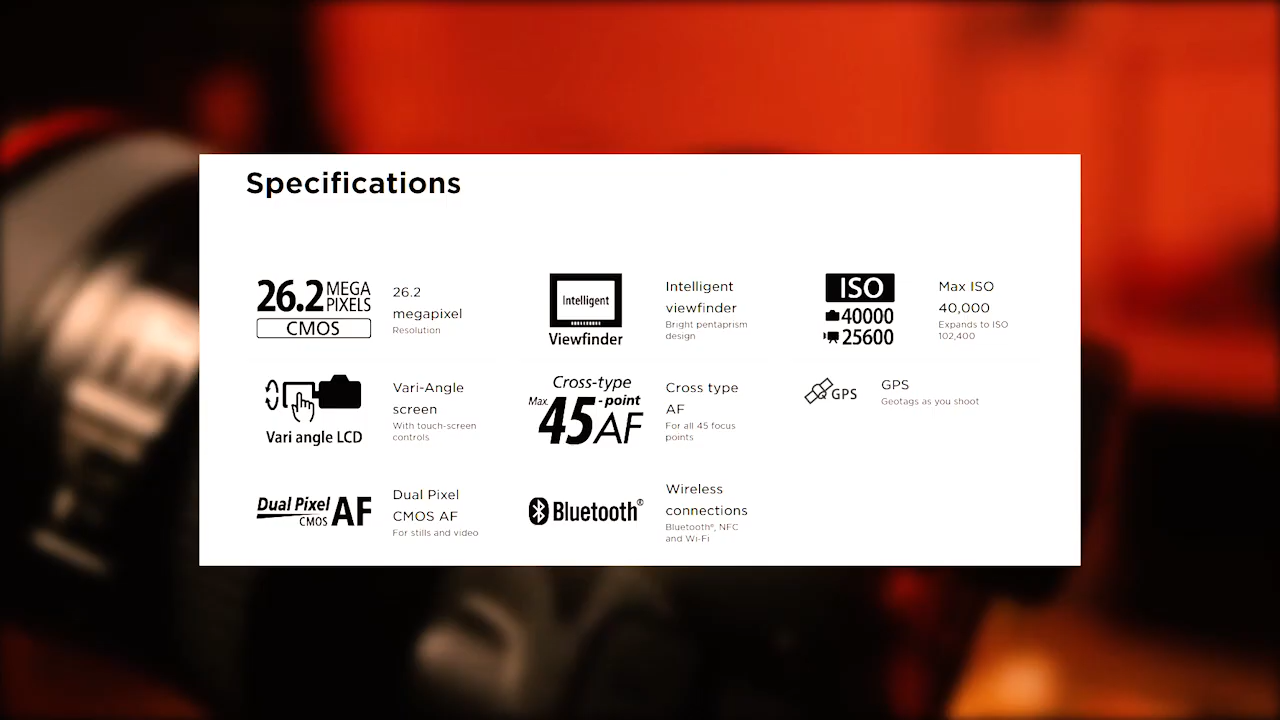 Specifications
26.2 MEGA
PIXELS
CMOS
26.2
megapixel
Resolution
Intelligent
Viewfinder
Intelligent
viewfinder
Bright pentaprism
design
ISO
40000
25600
Max ISO
40,000
Expands to ISO
102,400
Vari angle LCD
Vari-Angle
screen
With touch-screen
controls
Cross-type
Max. 45-point AF
Cross type
AF
For all 45 focus
points
GPS
GPS
Geotags as you shoot
Dual Pixel
CMOS AF
Dual Pixel
CMOS AF
For stills and video
Bluetooth®
Wireless
connections
Bluetooth®, NFC
and Wi-Fi